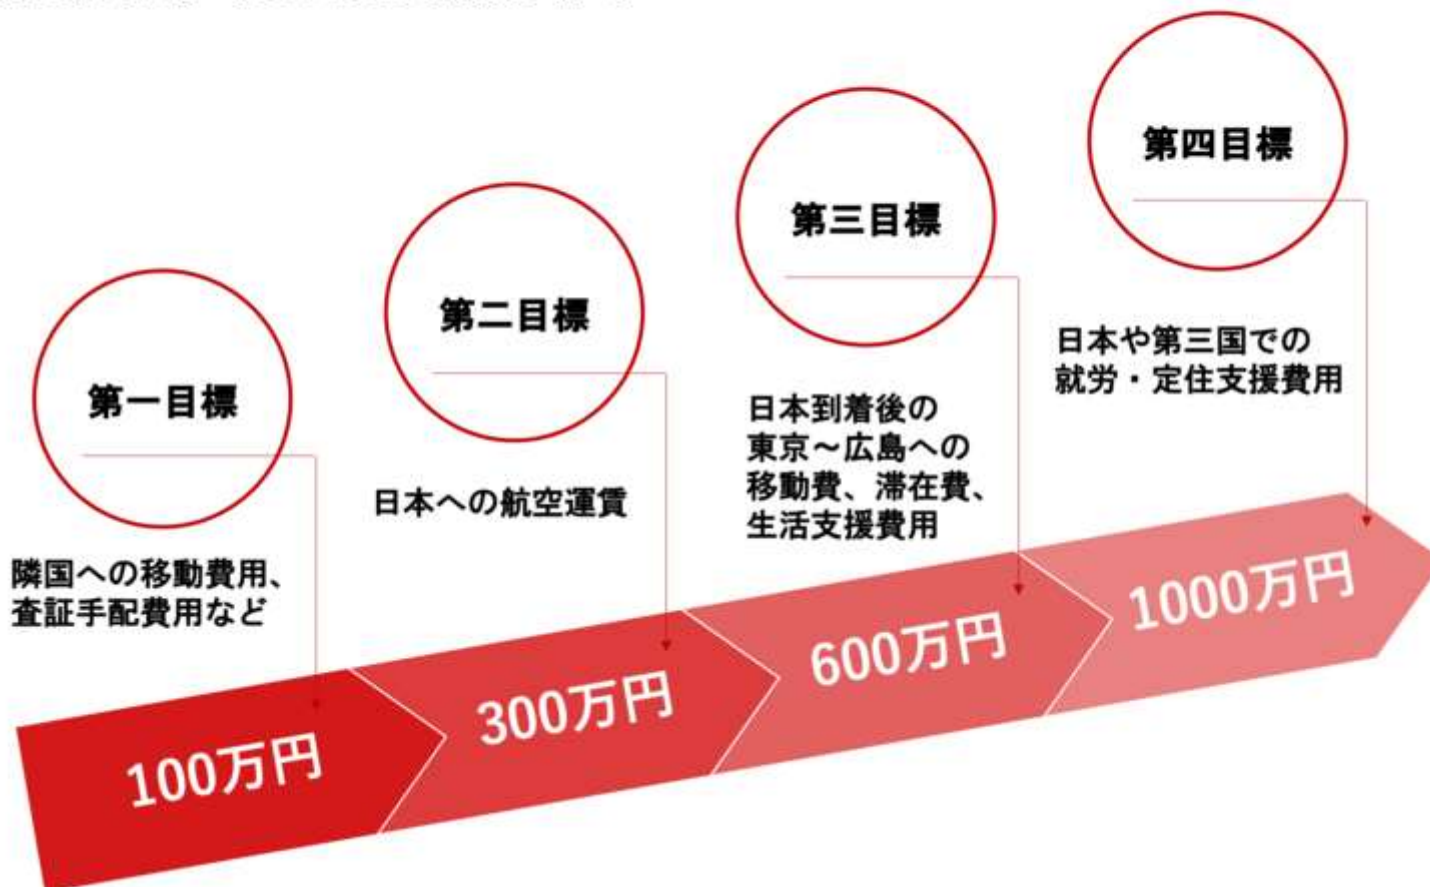 第一目標
隣国への移動費用、
査証手配費用など
100万円
第二目標
日本への航空運賃
300万円
第三目標
日本到着後の
東京～広島への
移動費、滞在費、
生活支援費用
600万円
第四目標
日本や第三国での
就労・定住支援費用
1000万円